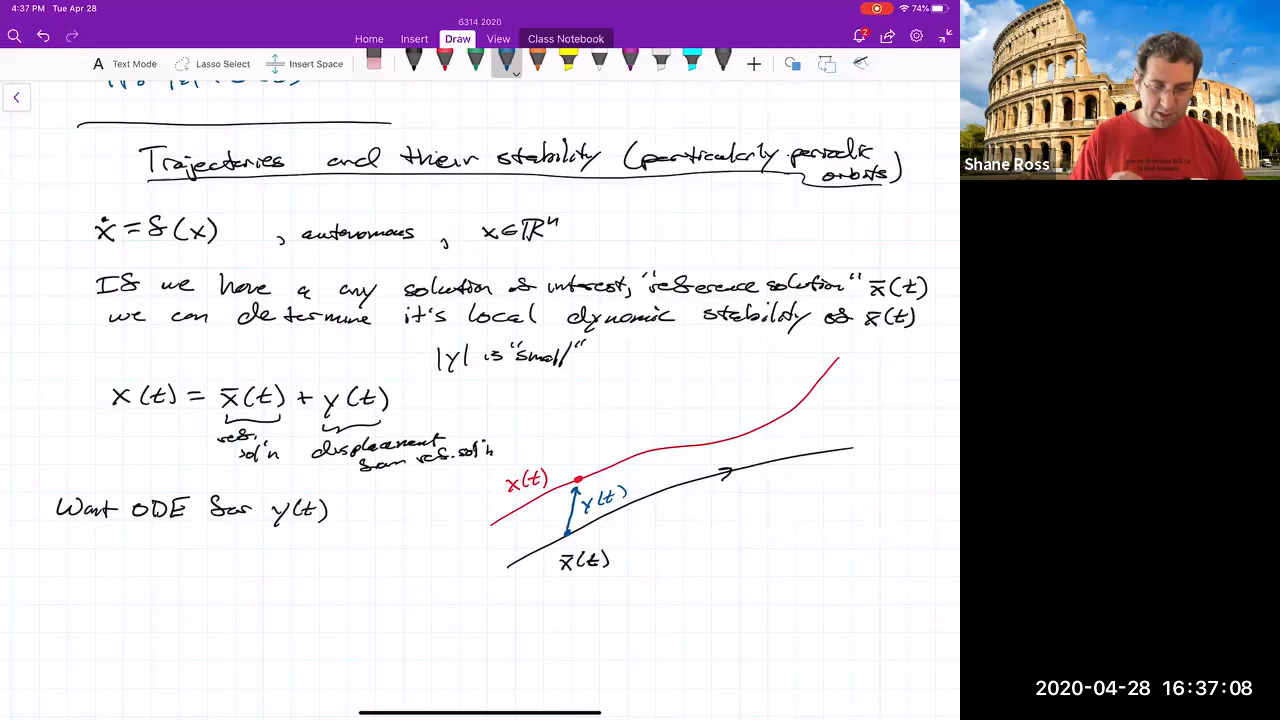 4:37 PM Tue Apr 28
74%
6314 2020
Home Insert Draw View Class Notebook
2
Text Mode Lasso Select Insert Space
Trajectories and their stability (particularly periodic orbits)
ẋ = f(x) , autonomous , x ∈ ℝⁿ
If we have a any solution of interest, "reference solution" x̄(t)
we can determine it's local dynamic stability of x̄(t)
|y| is "small"
x(t) = x̄(t) + y(t)
ref. sol'n
displacement from ref. sol'n
Want ODE for y(t)
x(t)
y(t)
x̄(t)
Shane Ross
2020-04-28 16:37:08